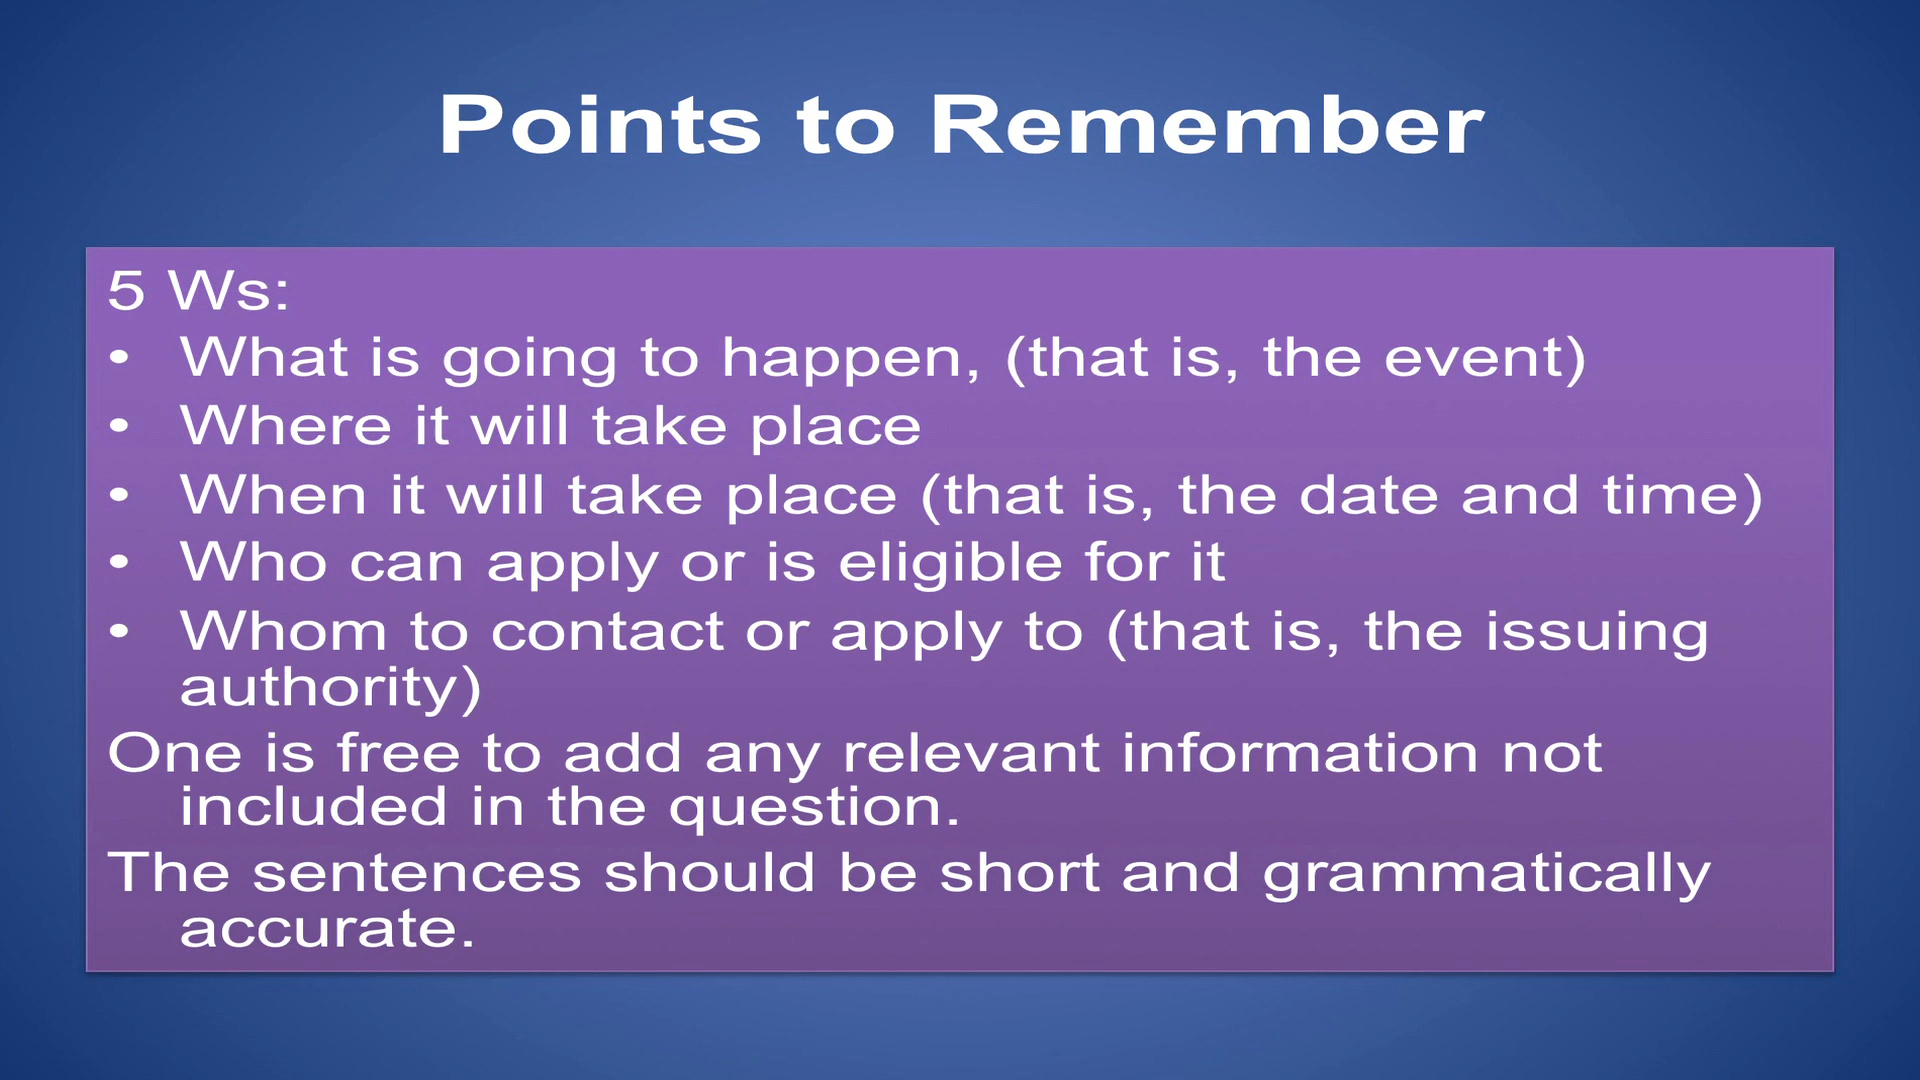 Points to Remember
5 Ws:
• What is going to happen, (that is, the event)
• Where it will take place
• When it will take place (that is, the date and time)
• Who can apply or is eligible for it
• Whom to contact or apply to (that is, the issuing
authority)
One is free to add any relevant information not
included in the question.
The sentences should be short and grammatically
accurate.